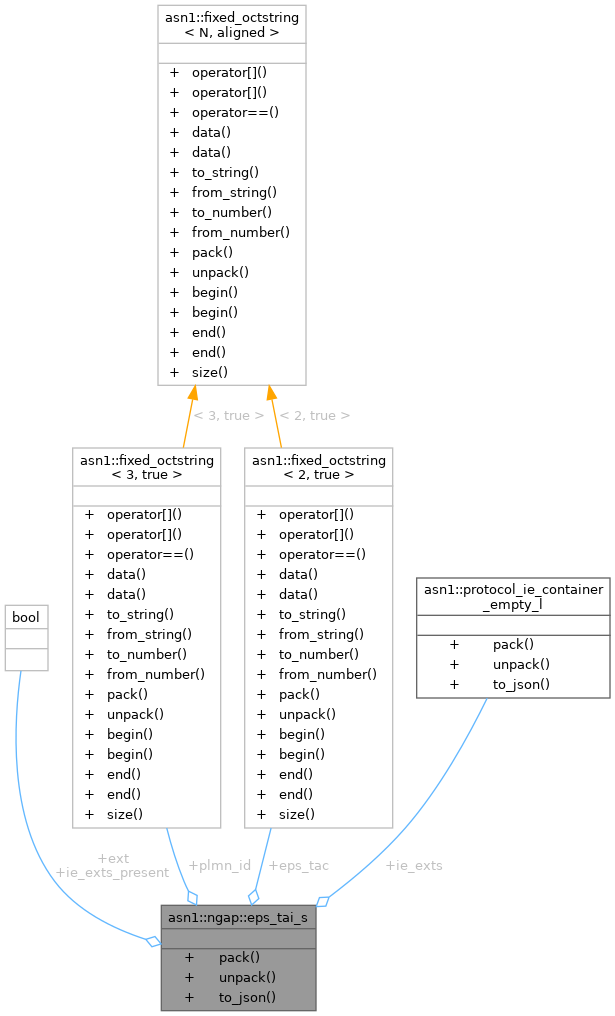 asn1::fixed_octstring
< N, aligned >
+ operator[]()
+ operator[]()
+ operator==()
+ data()
+ data()
+ to_string()
+ from_string()
+ to_number()
+ from_number()
+ pack()
+ unpack()
+ begin()
+ begin()
+ end()
+ end()
+ size()
< 3, true >
< 2, true >
asn1::fixed_octstring
< 3, true >
+ operator[]()
+ operator[]()
+ operator==()
+ data()
+ data()
+ to_string()
+ from_string()
+ to_number()
+ from_number()
+ pack()
+ unpack()
+ begin()
+ begin()
+ end()
+ end()
+ size()
asn1::fixed_octstring
< 2, true >
+ operator[]()
+ operator[]()
+ operator==()
+ data()
+ data()
+ to_string()
+ from_string()
+ to_number()
+ from_number()
+ pack()
+ unpack()
+ begin()
+ begin()
+ end()
+ end()
+ size()
asn1::protocol_ie_container
_empty_l
+ pack()
+ unpack()
+ to_json()
bool
+ext
+ie_exts_present
+plmn_id
+eps_tac
+ie_exts
asn1::ngap::eps_tai_s
+ pack()
+ unpack()
+ to_json()